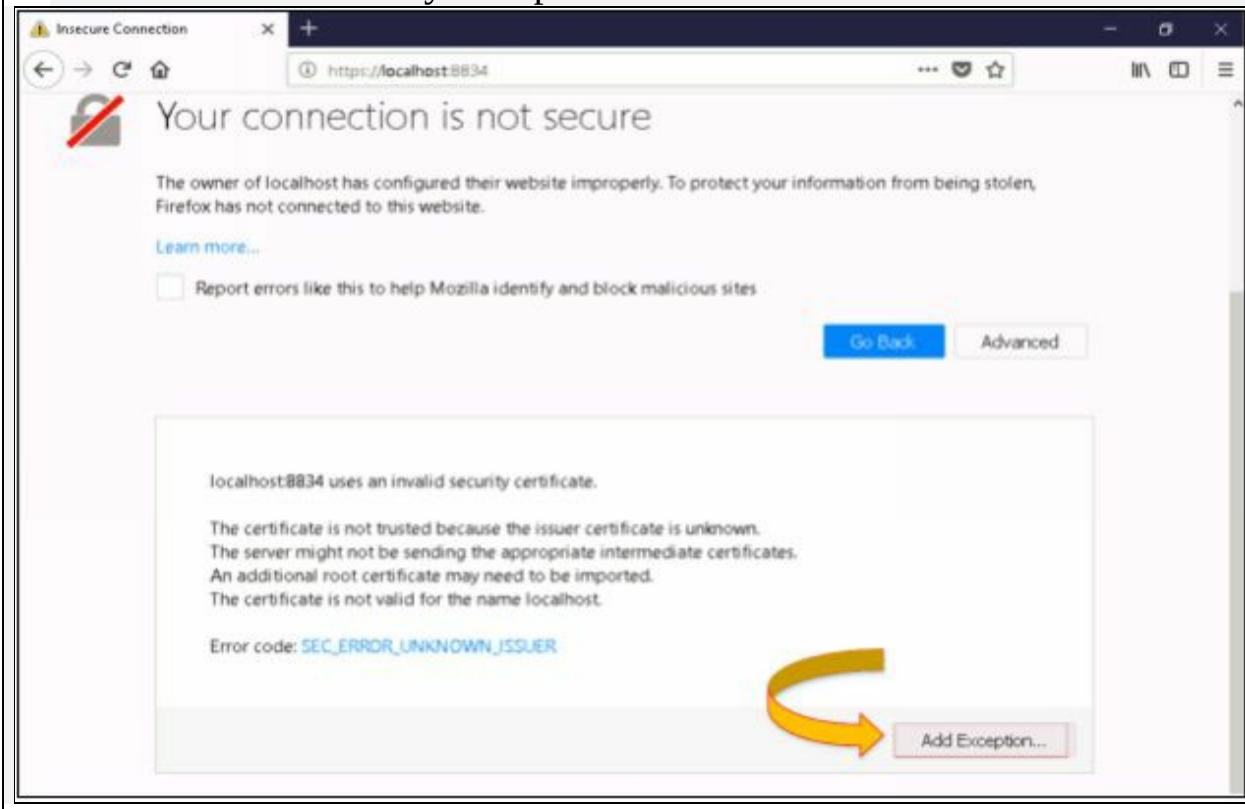 Insecure Connection
https://localhost:8834
Your connection is not secure
The owner of localhost has configured their website improperly. To protect your information from being stolen,
Firefox has not connected to this website.
Learn more...
Report errors like this to help Mozilla identify and block malicious sites
Go Back
Advanced
localhost:8834 uses an invalid security certificate.
The certificate is not trusted because the issuer certificate is unknown.
The server might not be sending the appropriate intermediate certificates.
An additional root certificate may need to be imported.
The certificate is not valid for the name localhost.
Error code: SEC_ERROR_UNKNOWN_ISSUER
Add Exception...